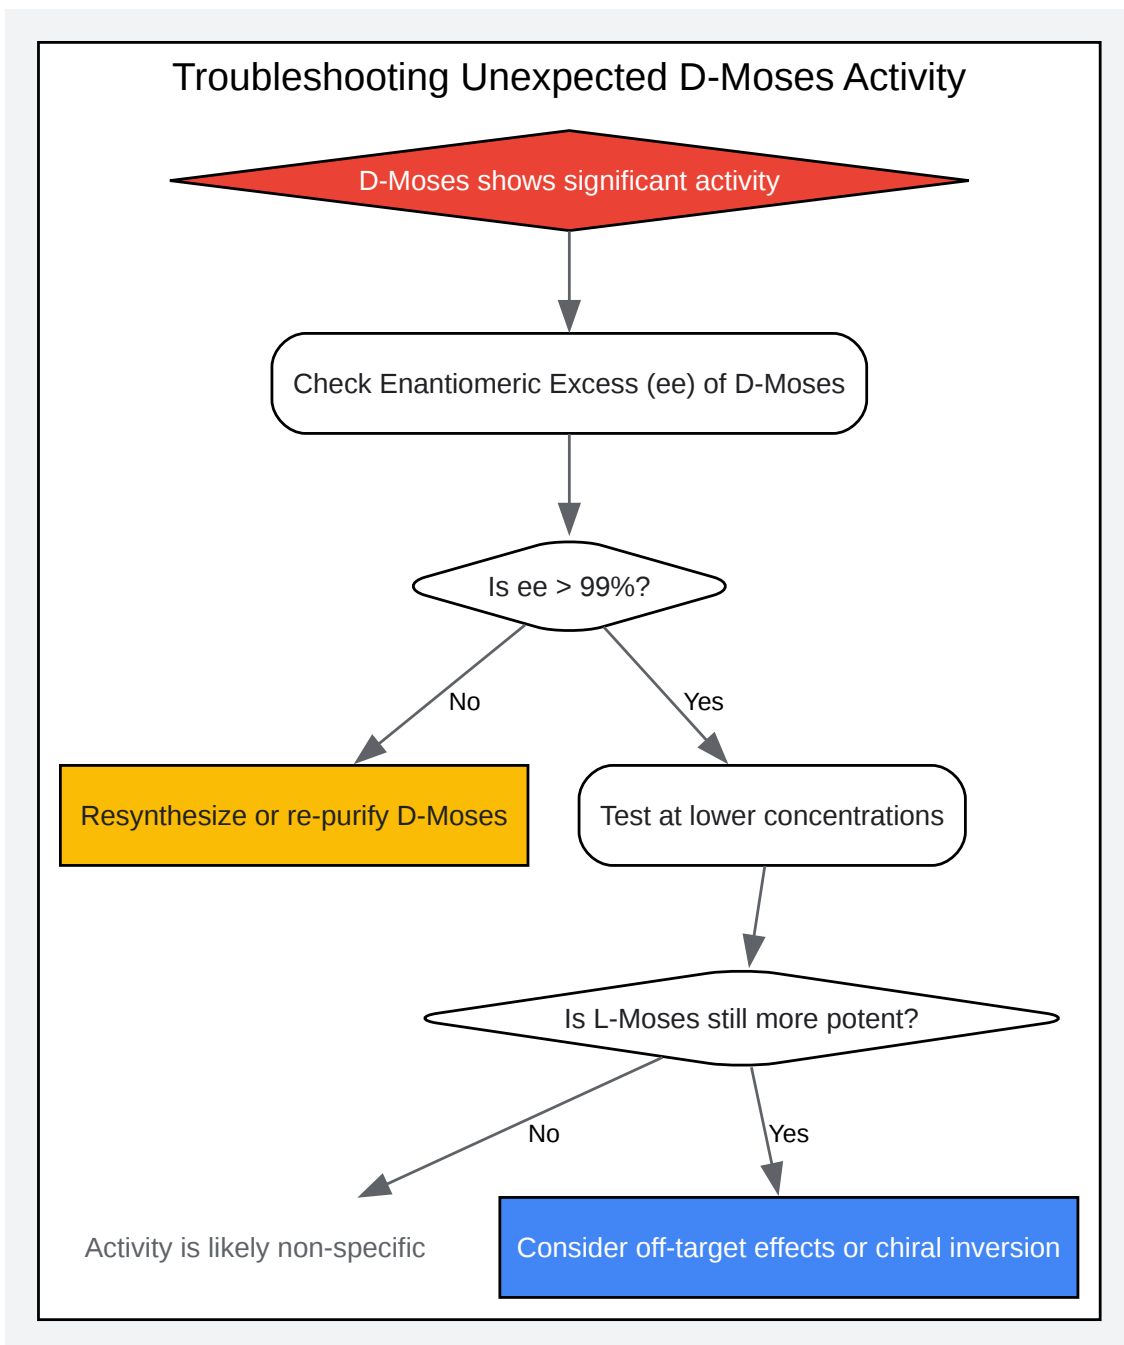 Troubleshooting Unexpected D-Moses Activity
D-Moses shows significant activity
Check Enantiomeric Excess (ee) of D-Moses
Is ee > 99%?
No
Yes
Resynthesize or re-purify D-Moses
Test at lower concentrations
Is L-Moses still more potent?
No
Yes
Activity is likely non-specific
Consider off-target effects or chiral inversion